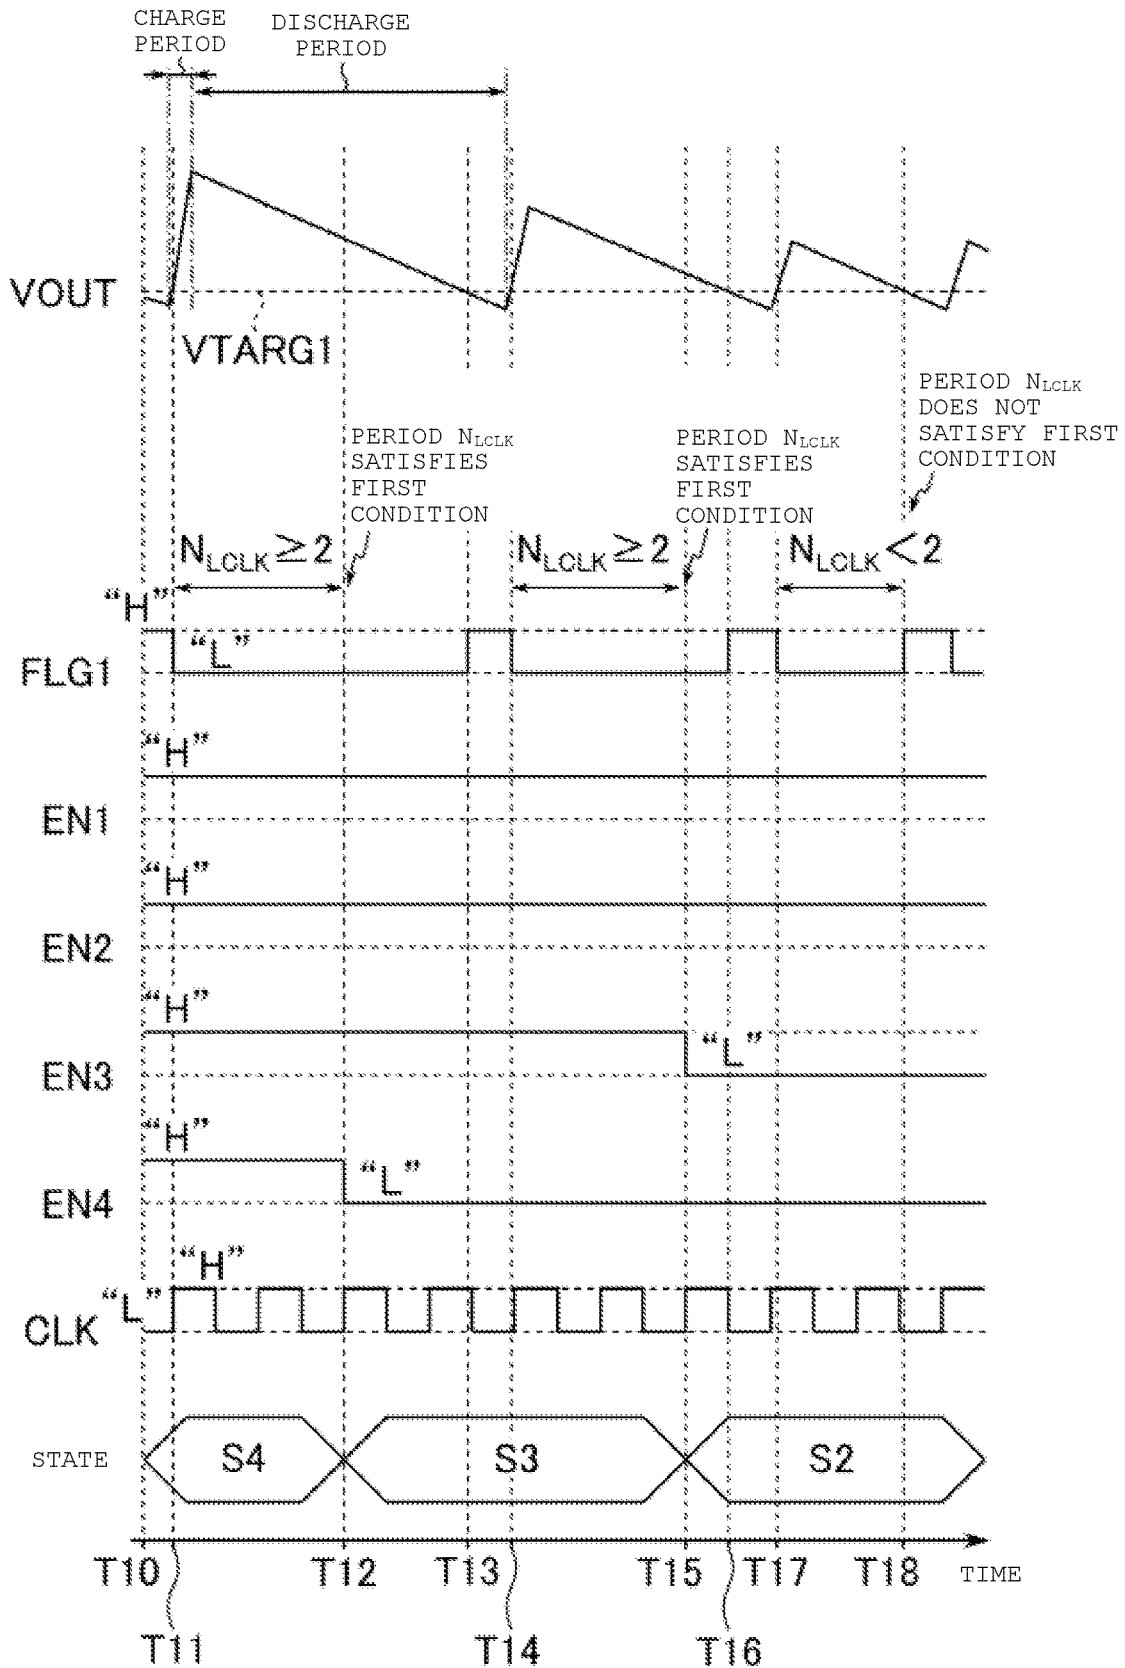 CHARGE
PERIOD
DISCHARGE
PERIOD
VOUT
VTARG1
PERIOD NLCLK
SATISFIES
FIRST
CONDITION
PERIOD NLCLK
SATISFIES
FIRST
CONDITION
PERIOD NLCLK
DOES NOT
SATISFY FIRST
CONDITION
NLCLK ≥ 2
NLCLK ≥ 2
NLCLK < 2
“H”
“L”
FLG1
“H”
EN1
“H”
EN2
“H”
“L”
EN3
“H”
“L”
EN4
“H”
“L”
CLK
STATE
S4
S3
S2
T10
T12
T13
T15
T17
T18
TIME
T11
T14
T16